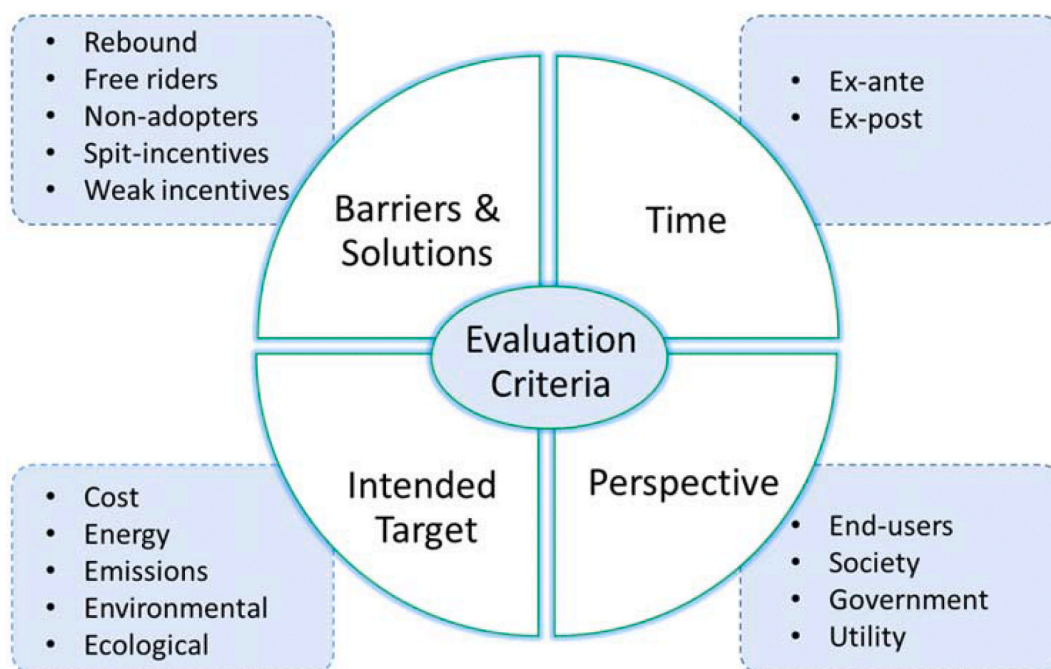 • Rebound
• Free riders
• Non-adopters
• Spit-incentives
• Weak incentives
• Ex-ante
• Ex-post
Barriers &
Solutions
Time
Evaluation
Criteria
Intended
Target
Perspective
• Cost
• Energy
• Emissions
• Environmental
• Ecological
• End-users
• Society
• Government
• Utility